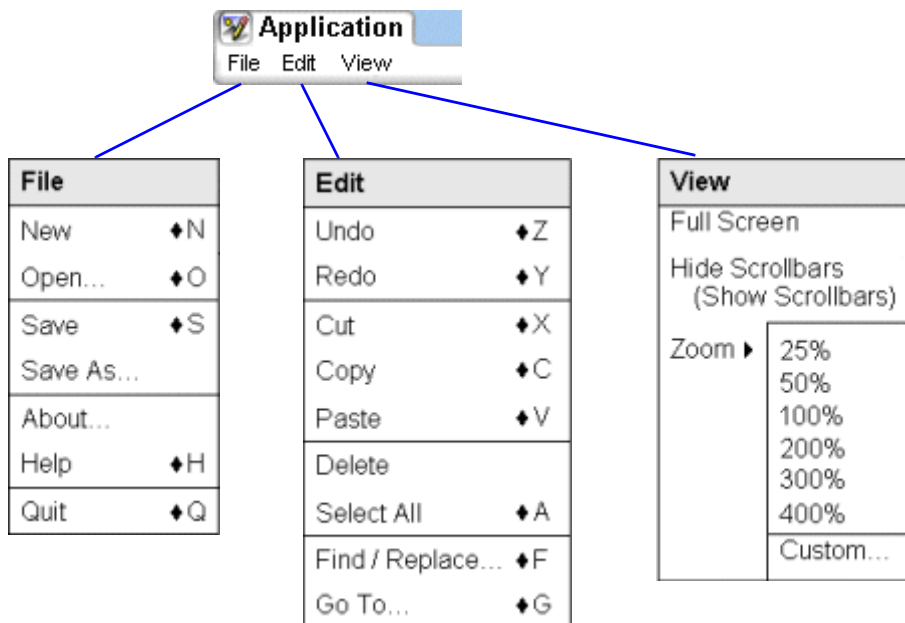 Application
File Edit View
File
New ♦N
Open... ♦O
Save ♦S
Save As...
About...
Help ♦H
Quit ♦Q
Edit
Undo ♦Z
Redo ♦Y
Cut ♦X
Copy ♦C
Paste ♦V
Delete
Select All ♦A
Find / Replace... ♦F
Go To... ♦G
View
Full Screen
Hide Scrollbars
(Show Scrollbars)
Zoom ▶
25%
50%
100%
200%
300%
400%
Custom...